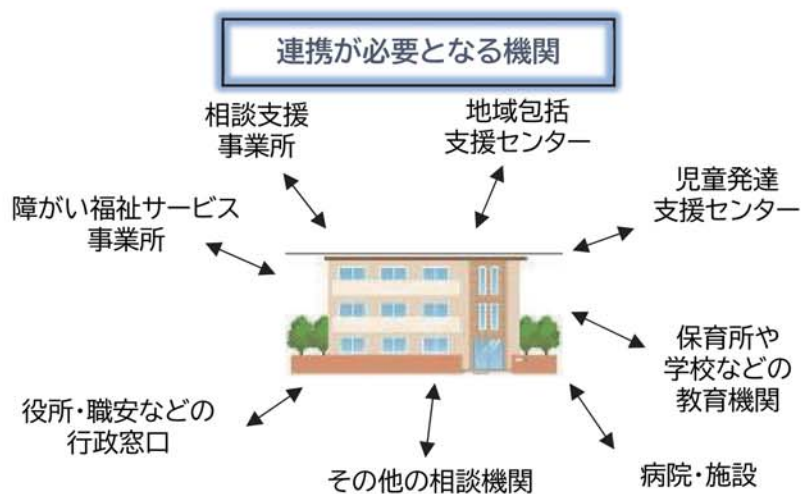 連携が必要となる機関
相談支援
事業所
地域包括
支援センター
児童発達
支援センター
障がい福祉サービス
事業所
保育所や
学校などの
教育機関
役所・職安などの
行政窓口
その他の相談機関
病院・施設